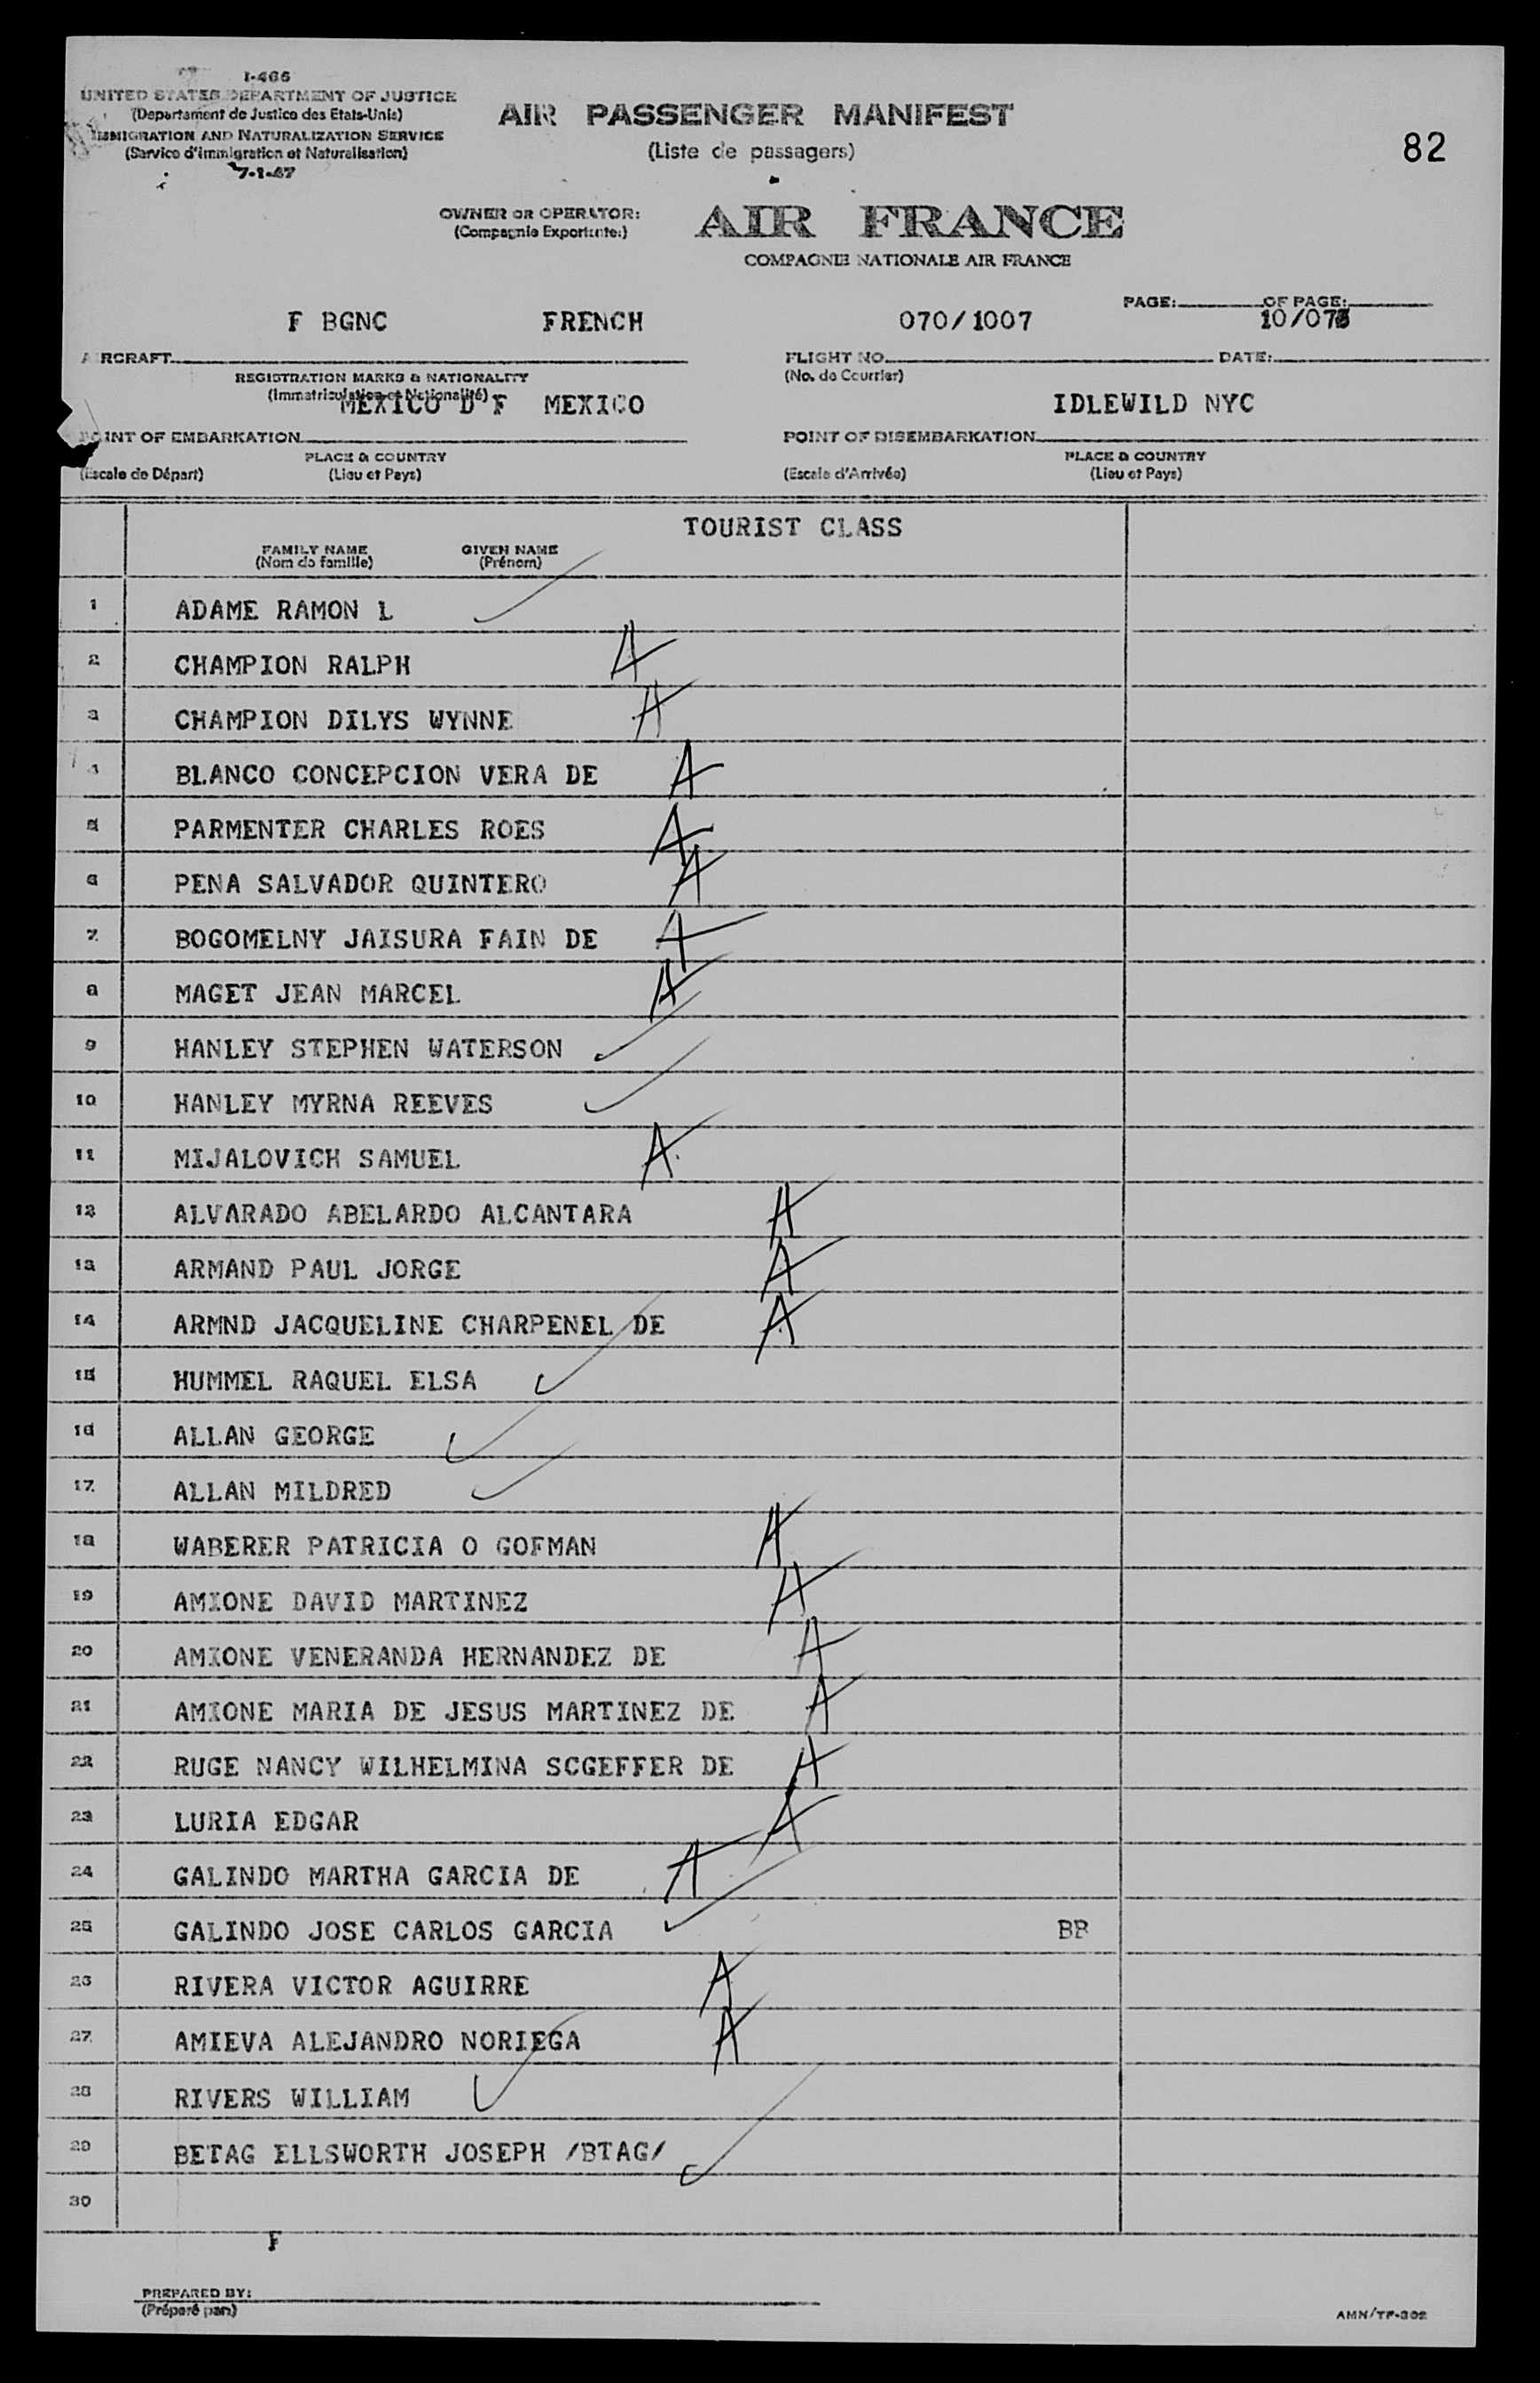 I-466
UNITED STATES DEPARTMENT OF JUSTICE
(Departament de Justice des Etats-Unis)
IMMIGRATION AND NATURALIZATION SERVICE
(Service d'immigration et Naturalisation)
7-1-47
AIR PASSENGER MANIFEST
(Liste de passagers)
82
OWNER OR OPERATOR: AIR FRANCE
(Compagnie Exportante:)
COMPAGNIE NATIONALE AIR FRANCE
PAGE: OF PAGE:
F BGNC FRENCH 070/1007 10/07
AIRCRAFT FLIGHT NO. DATE:
REGISTRATION MARKS & NATIONALITY (No. de Courrier)
(Immatriculation et Nationalité)
MEXICO D F MEXICO IDLEWILD NYC
POINT OF EMBARKATION POINT OF DISEMBARKATION
PLACE & COUNTRY PLACE & COUNTRY
(Escale de Départ) (Lieu et Pays) (Escale d'Arrivée) (Lieu et Pays)
TOURIST CLASS
FAMILY NAME GIVEN NAME
(Nom de famille) (Prénom)
1 ADAME RAMON L
2 CHAMPION RALPH A
3 CHAMPION DILYS WYNNE A
4 BLANCO CONCEPCION VERA DE A
5 PARMENTER CHARLES ROES A
6 PENA SALVADOR QUINTERO A
7 BOGOMELNY JAISURA FAIN DE A
8 MAGET JEAN MARCEL A
9 HANLEY STEPHEN WATERSON
10 HANLEY MYRNA REEVES
11 MIJALOVICH SAMUEL A
12 ALVARADO ABELARDO ALCANTARA A
13 ARMAND PAUL JORGE A
14 ARMND JACQUELINE CHARPENEL DE A
15 HUMMEL RAQUEL ELSA
16 ALLAN GEORGE
17 ALLAN MILDRED
18 WABERER PATRICIA O GOFMAN A
19 AMIONE DAVID MARTINEZ A
20 AMIONE VENERANDA HERNANDEZ DE A
21 AMIONE MARIA DE JESUS MARTINEZ DE A
22 RUGE NANCY WILHELMINA SCGEFFER DE A
23 LURIA EDGAR A
24 GALINDO MARTHA GARCIA DE A
25 GALINDO JOSE CARLOS GARCIA BB
26 RIVERA VICTOR AGUIRRE A
27 AMIEVA ALEJANDRO NORIEGA A
28 RIVERS WILLIAM
29 BETAG ELLSWORTH JOSEPH /BTAG/
30
F
PREPARED BY:
(Préparé par:)
AMN/TF-302